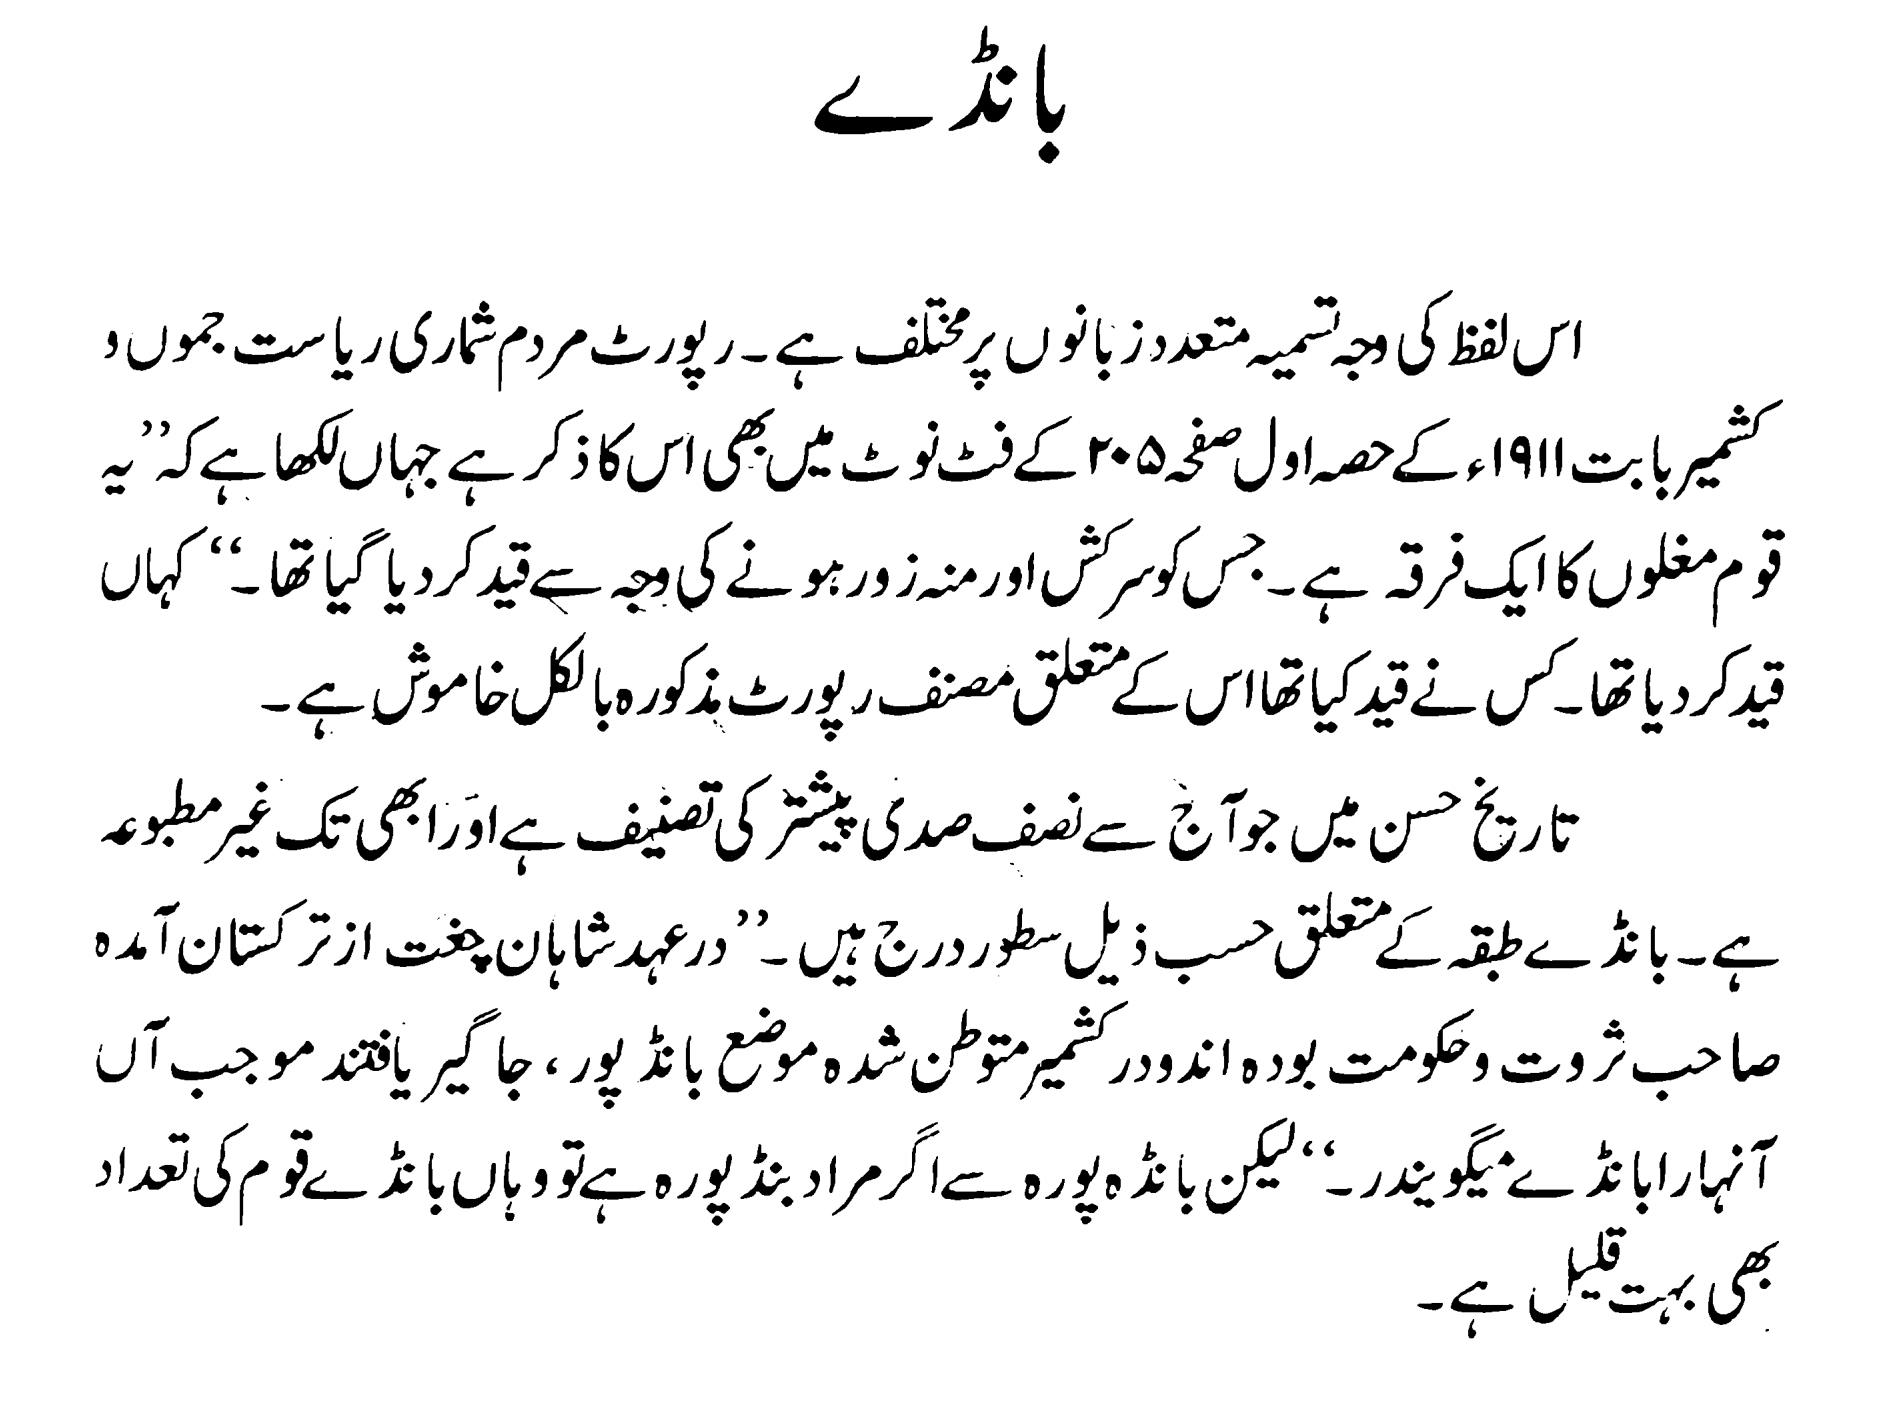 بانڈے
اس لفظ کی وجہ تسمیہ متعدد زبانوں پر مختلف ہے۔ رپورٹ مردم شماری ریاست جموں و
کشمیر بابت ۱۹۱۱ء کے حصہ اول صفحہ ۲۰۵ کے فٹ نوٹ میں بھی اس کا ذکر ہے جہاں لکھا ہے کہ ’’یہ
قوم مغلوں کا ایک فرقہ ہے۔ جس کو سرکش اور منہ زور ہونے کی وجہ سے قید کر دیا گیا تھا۔‘‘ کہاں
قید کر دیا تھا۔ کس نے قید کیا تھا اس کے متعلق مصنف رپورٹ مذکورہ بالکل خاموش ہے۔
تاریخ حسن میں جو آج سے نصف صدی پیشتر کی تصنیف ہے اور ابھی تک غیر مطبوعہ
ہے۔ بانڈے طبقہ کے متعلق حسب ذیل سطور درج ہیں۔ ’’در عہد شاہان چغت از ترکستان آمدہ
صاحب ثروت و حکومت بودہ اند و در کشمیر متوطن شدہ موضع بانڈ پور، جاگیر یافتند موجب آں
آنہارا بانڈے میگویندر۔‘‘ لیکن بانڈہ پورہ سے اگر مراد بنڈ پورہ ہے تو وہاں بانڈے قوم کی تعداد
بھی بہت قلیل ہے۔